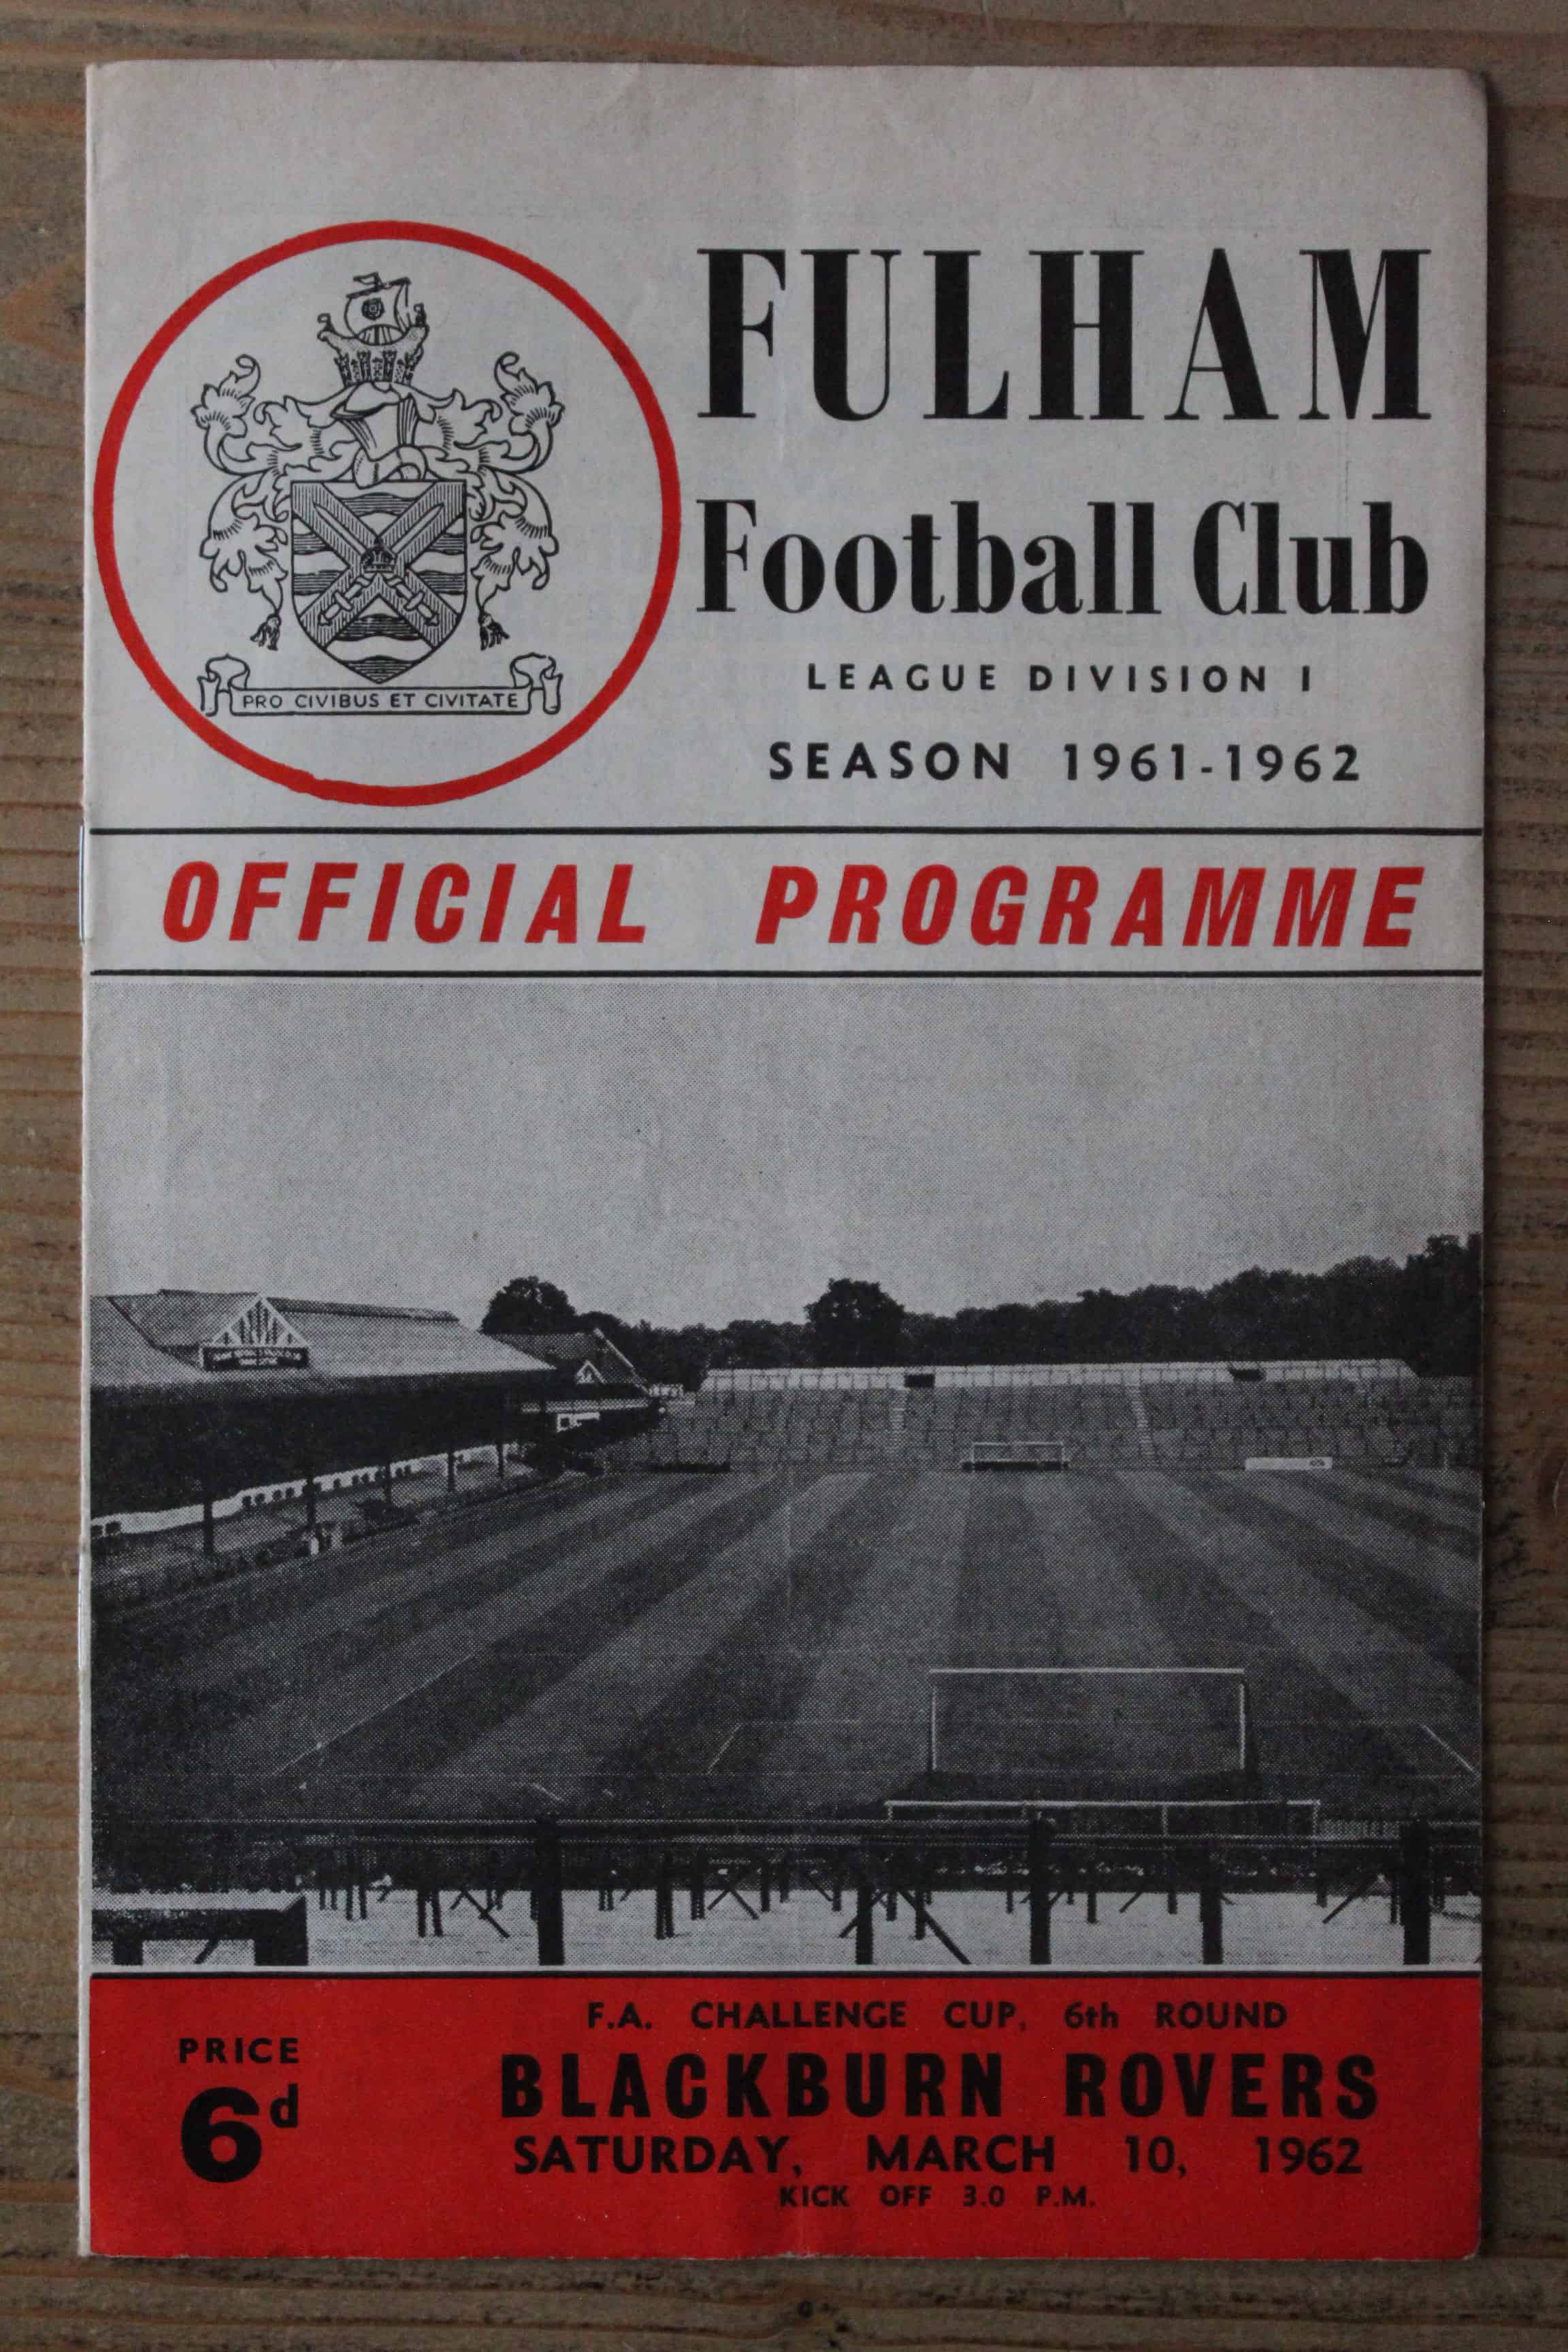 FULHAM
Football Club
LEAGUE DIVISION I
SEASON 1961-1962
PRO CIVIBUS ET CIVITATE
OFFICIAL PROGRAMME
F.A. CHALLENGE CUP, 6th ROUND
PRICE
6d
BLACKBURN ROVERS
SATURDAY, MARCH 10, 1962
KICK OFF 3.0 P.M.